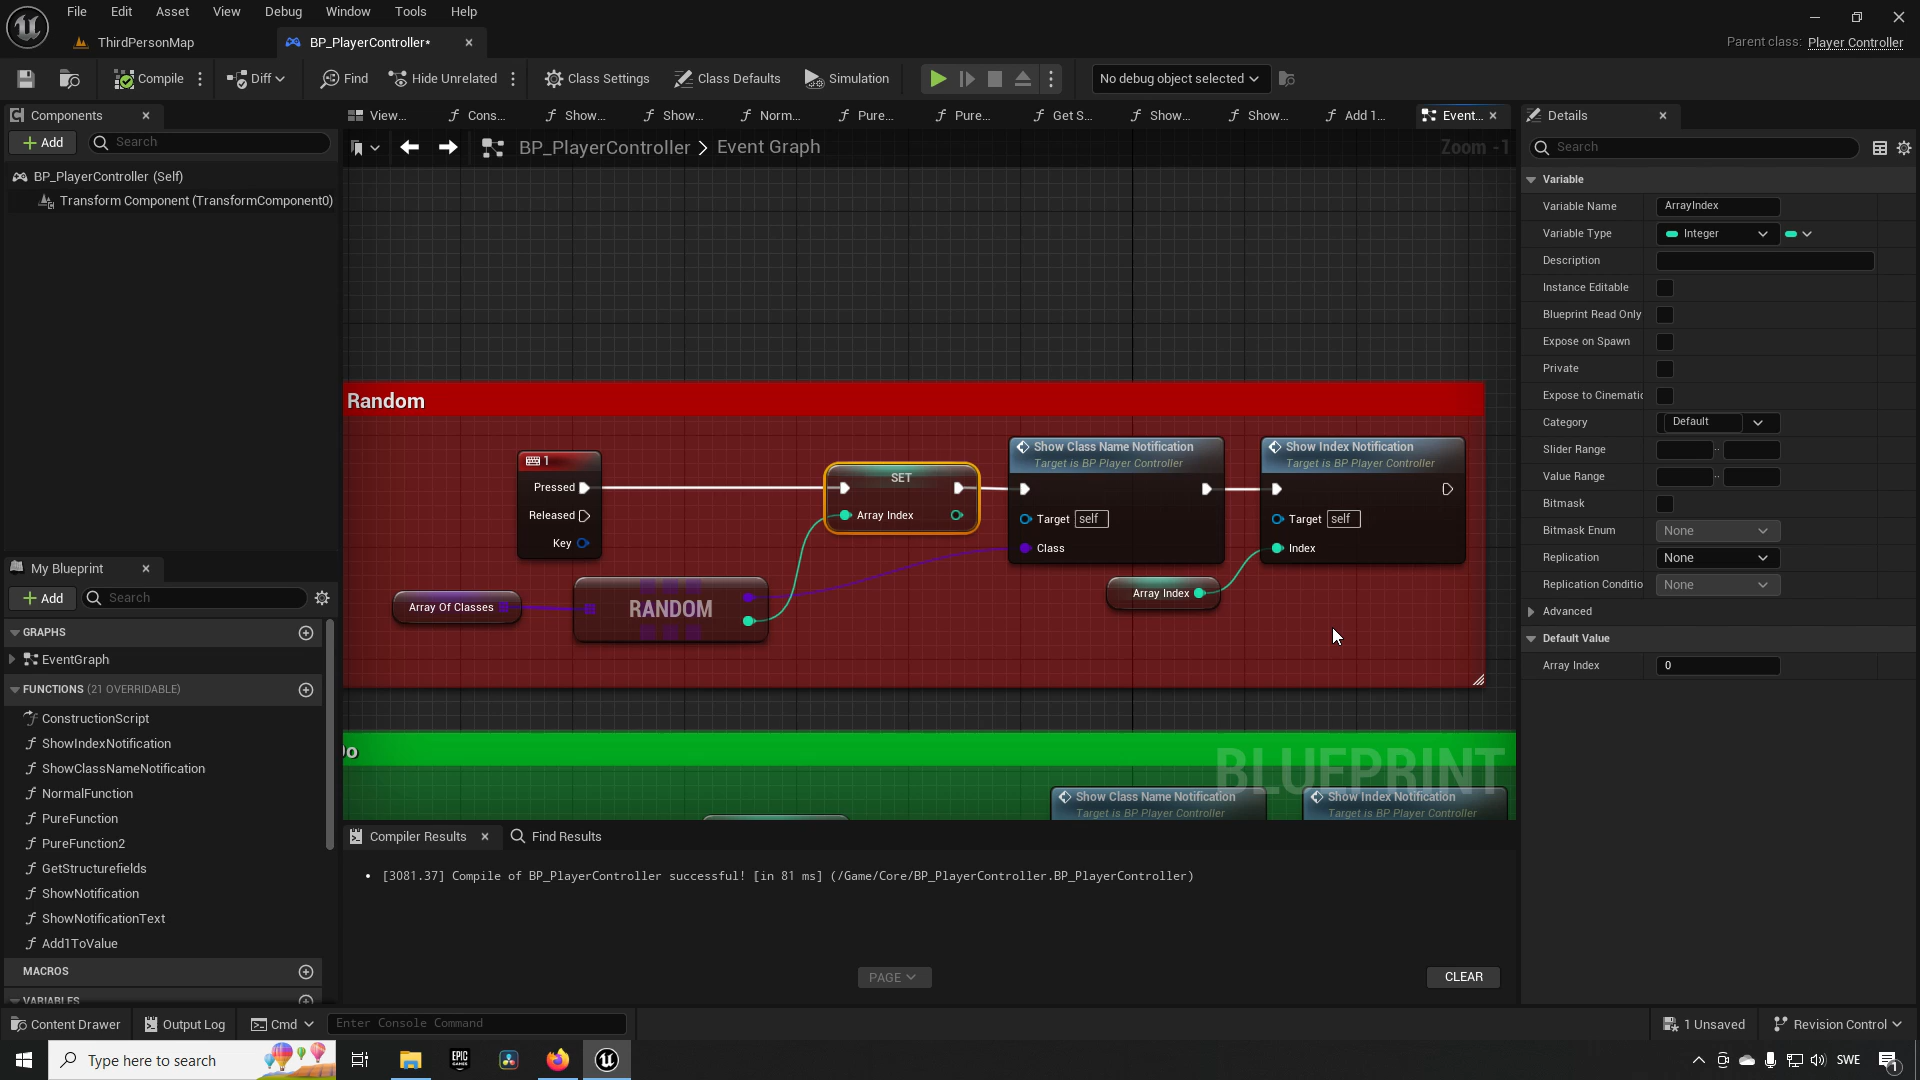 File Edit Asset View Debug Window Tools Help
ThirdPersonMap
BP_PlayerController*
Parent class: Player Controller
Compile
Diff
Find
Hide Unrelated
Class Settings
Class Defaults
Simulation
No debug object selected
Components
Add
Search
BP_PlayerController (Self)
Transform Component (TransformComponent0)
My Blueprint
Add
Search
GRAPHS
EventGraph
FUNCTIONS (21 OVERRIDABLE)
ConstructionScript
ShowIndexNotification
ShowClassNameNotification
NormalFunction
PureFunction
PureFunction2
GetStructurefields
ShowNotification
ShowNotificationText
Add1ToValue
MACROS
VARIABLES
View...
Cons...
Show...
Show...
Norm...
Pure...
Pure...
Get S...
Show...
Show...
Add 1...
Event...
BP_PlayerController > Event Graph
Zoom -1
Random
1
Pressed
Released
Key
Array Of Classes
RANDOM
SET
Array Index
Show Class Name Notification
Target is BP Player Controller
Target self
Class
Show Index Notification
Target is BP Player Controller
Target self
Index
Array Index
Do
BLUEPRINT
Show Class Name Notification
Target is BP Player Controller
Show Index Notification
Target is BP Player Controller
Compiler Results
Find Results
• [3081.37] Compile of BP_PlayerController successful! [in 81 ms] (/Game/Core/BP_PlayerController.BP_PlayerController)
PAGE
CLEAR
Details
Search
Variable
Variable Name ArrayIndex
Variable Type Integer
Description
Instance Editable
Blueprint Read Only
Expose on Spawn
Private
Expose to Cinematic
Category Default
Slider Range
Value Range
Bitmask
Bitmask Enum None
Replication None
Replication Conditio None
Advanced
Default Value
Array Index 0
Content Drawer
Output Log
Cmd
Enter Console Command
1 Unsaved
Revision Control
Type here to search
EPIC
GAMES
SWE
1